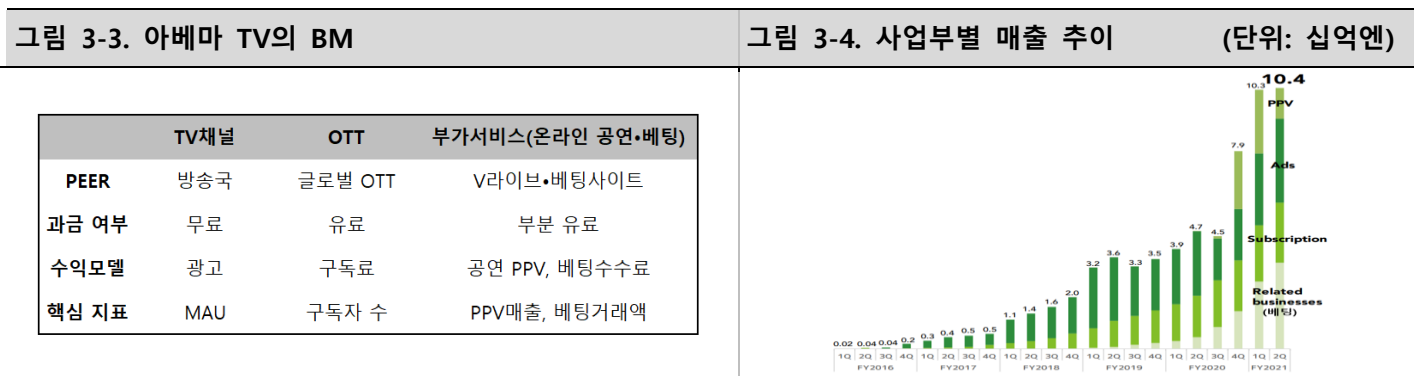 그림 3-3. 아베마 TV의 BM
TV채널 OTT 부가서비스(온라인 공연•베팅)
PEER 방송국 글로벌 OTT V라이브•베팅사이트
과금 여부 무료 유료 부분 유료
수익모델 광고 구독료 공연 PPV, 베팅수수료
핵심 지표 MAU 구독자 수 PPV매출, 베팅거래액
그림 3-4. 사업부별 매출 추이 (단위: 십억엔)
0.02 0.04 0.04 0.2 0.3 0.4 0.5 0.5 1.1 1.4 1.6 2.0 3.2 3.6 3.3 3.5 3.9 4.7 4.5 7.9 10.3 10.4
PPV
Ads
Subscription
Related
businesses
(베팅)
1Q 2Q 3Q 4Q 1Q 2Q 3Q 4Q 1Q 2Q 3Q 4Q 1Q 2Q 3Q 4Q 1Q 2Q 3Q 4Q 1Q 2Q
FY2016 FY2017 FY2018 FY2019 FY2020 FY2021